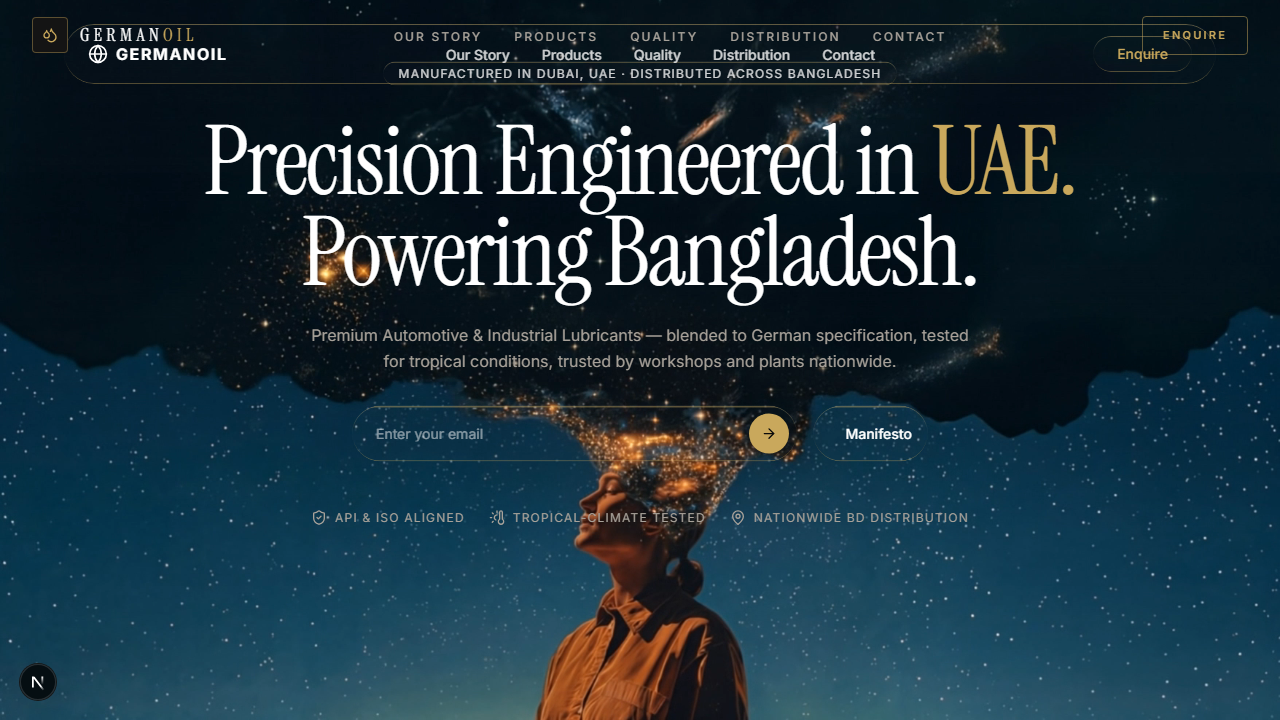 GERMANOIL
OUR STORY PRODUCTS QUALITY DISTRIBUTION CONTACT
ENQUIRE
GERMANOIL
Our Story Products Quality Distribution Contact
Enquire
MANUFACTURED IN DUBAI, UAE · DISTRIBUTED ACROSS BANGLADESH
Precision Engineered in UAE.
Powering Bangladesh.
Premium Automotive & Industrial Lubricants — blended to German specification, tested
for tropical conditions, trusted by workshops and plants nationwide.
Enter your email
Manifesto
API & ISO ALIGNED TROPICAL-CLIMATE TESTED NATIONWIDE BD DISTRIBUTION
N